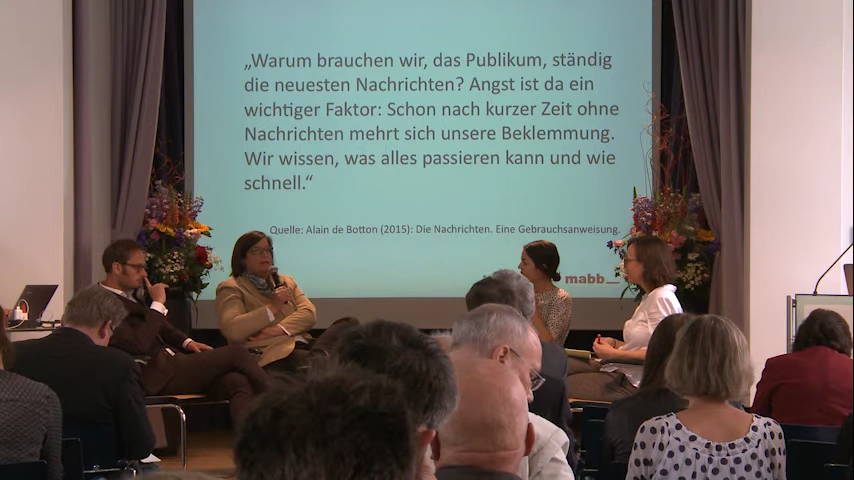 „Warum brauchen wir, das Publikum, ständig
die neuesten Nachrichten? Angst ist da ein
wichtiger Faktor: Schon nach kurzer Zeit ohne
Nachrichten mehrt sich unsere Beklemmung.
Wir wissen, was alles passieren kann und wie
schnell.“
Quelle: Alain de Botton (2015): Die Nachrichten. Eine Gebrauchsanweisung.
mabb